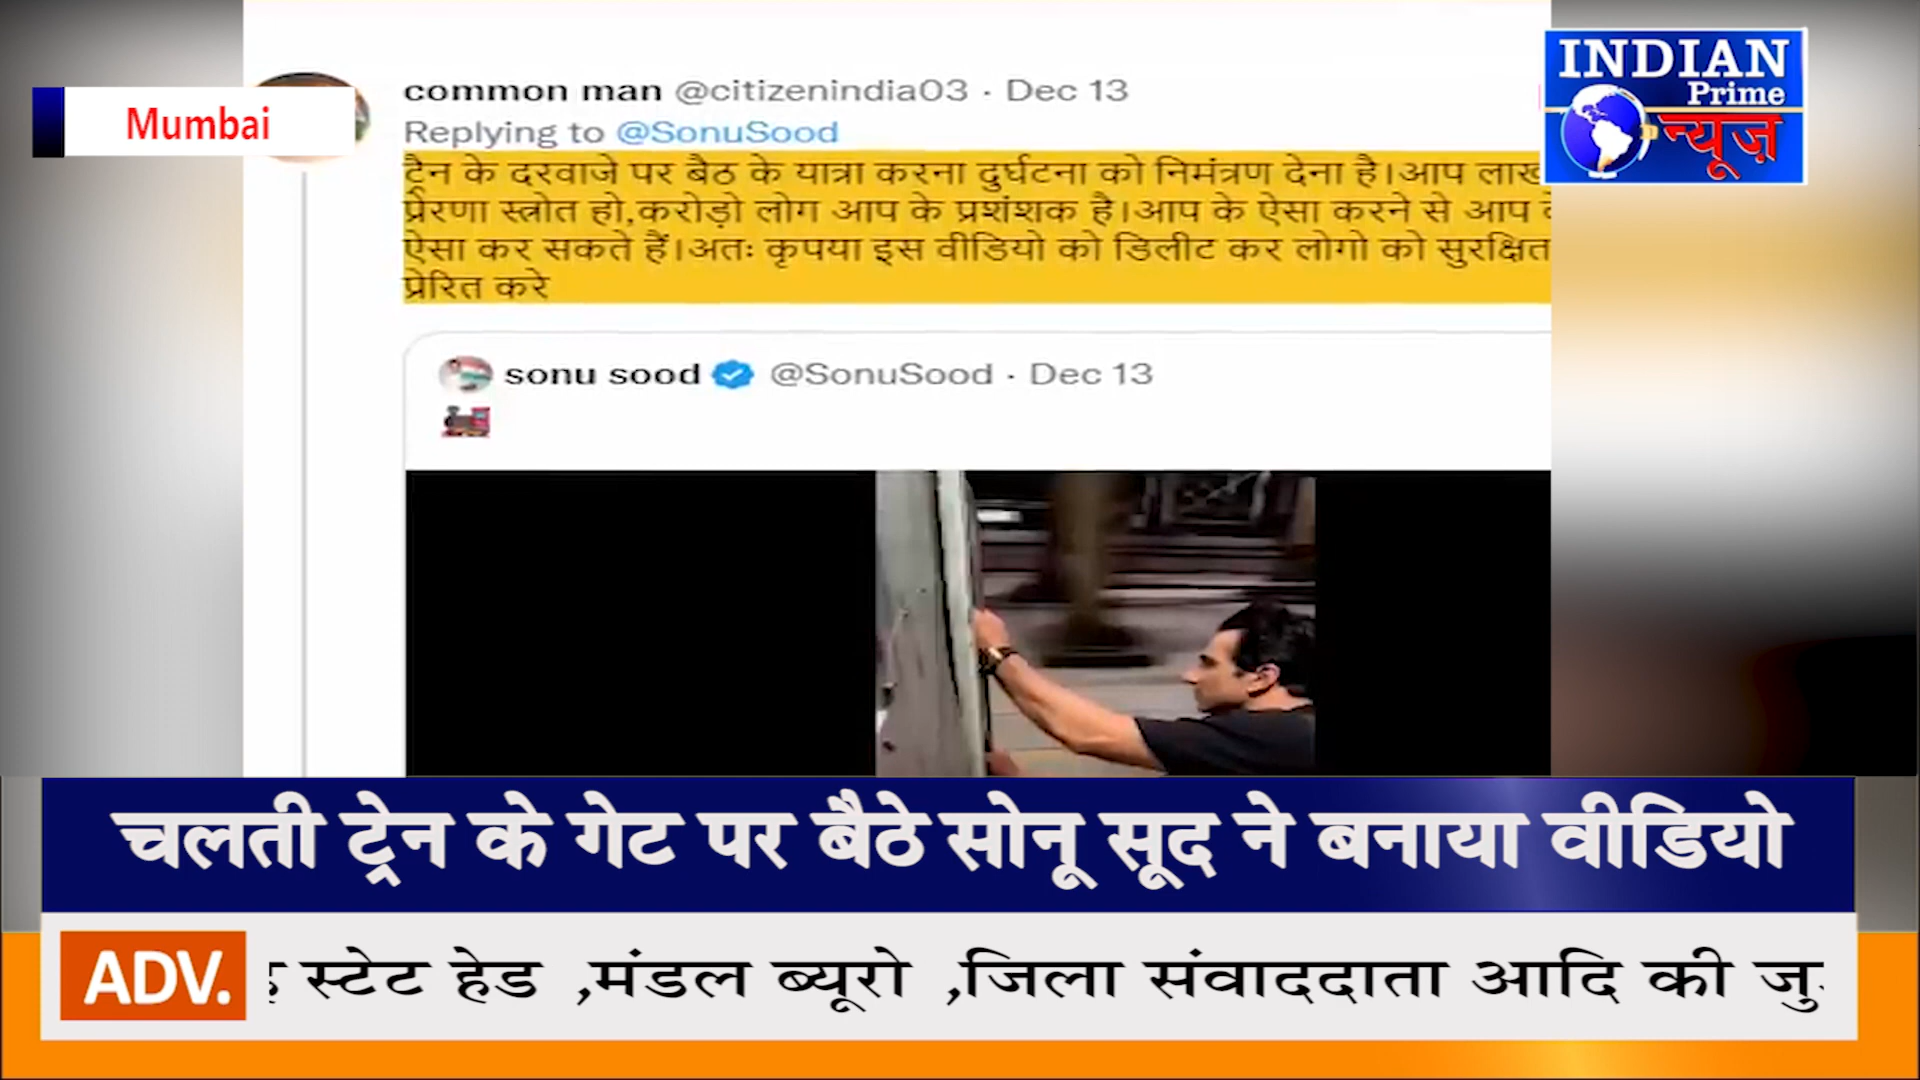 INDIAN
Prime
न्यूज़
Mumbai
common man @citizenindia03 · Dec 13
Replying to @SonuSood
ट्रेन के दरवाजे पर बैठ के यात्रा करना दुर्घटना को निमंत्रण देना है।आप
प्रेरणा स्त्रोत हो,करोड़ो लोग आप के प्रशंशक है।आप के ऐसा करने से आप
ऐसा कर सकते हैं।अतः कृपया इस वीडियो को डिलीट कर लोगो को सुरक्षित
प्रेरित करे
sonu sood @SonuSood · Dec 13
चलती ट्रेन के गेट पर बैठे सोनू सूद ने बनाया वीडियो
ADV. स्टेट हेड ,मंडल ब्यूरो ,जिला संवाददाता आदि की